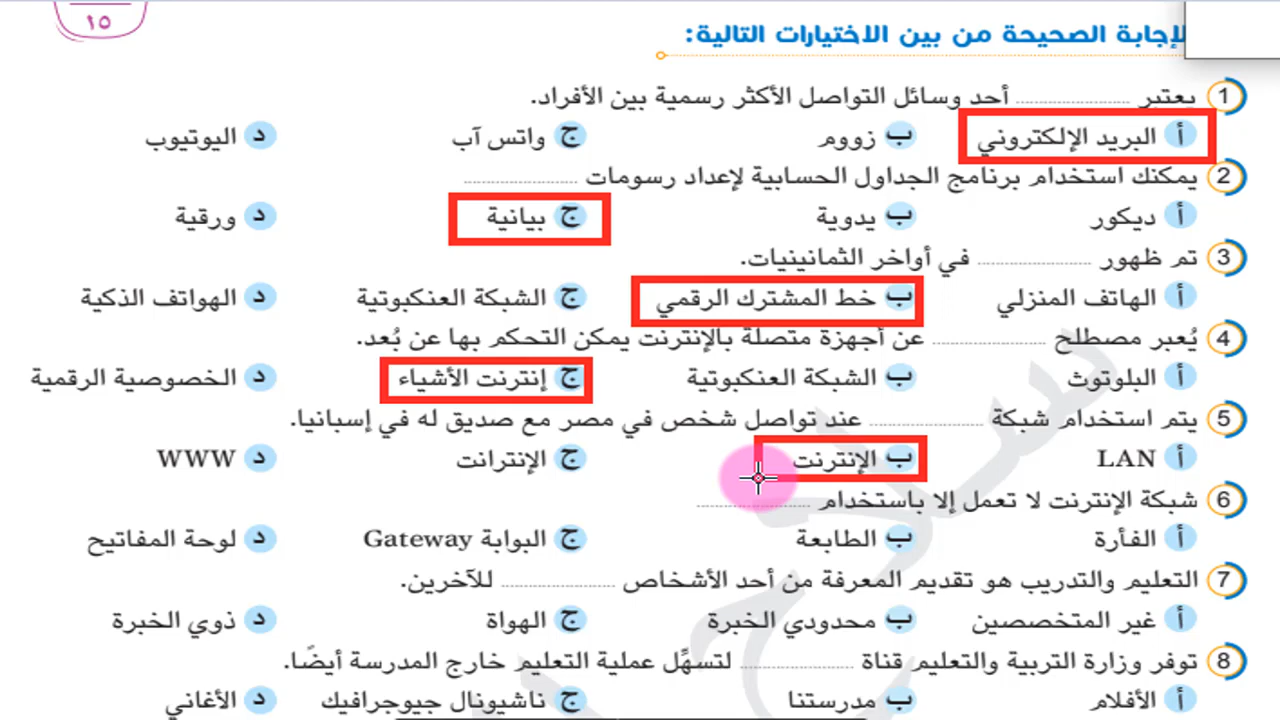 ١٥
لإجابة الصحيحة من بين الاختيارات التالية:
1 يعتبر ............ أحد وسائل التواصل الأكثر رسمية بين الأفراد.
أ البريد الإلكتروني ب زووم ج واتس آب د اليوتيوب
2 يمكنك استخدام برنامج الجداول الحسابية لإعداد رسومات ............
أ ديكور ب يدوية ج بيانية د ورقية
3 تم ظهور ............ في أواخر الثمانينيات.
أ الهاتف المنزلي ب خط المشترك الرقمي ج الشبكة العنكبوتية د الهواتف الذكية
4 يُعبر مصطلح ............ عن أجهزة متصلة بالإنترنت يمكن التحكم بها عن بُعد.
أ البلوتوث ب الشبكة العنكبوتية ج إنترنت الأشياء د الخصوصية الرقمية
5 يتم استخدام شبكة ............ عند تواصل شخص في مصر مع صديق له في إسبانيا.
أ LAN ب الإنترنت ج الإنترانت د WWW
6 شبكة الإنترنت لا تعمل إلا باستخدام ............
أ الفأرة ب الطابعة ج البوابة Gateway د لوحة المفاتيح
7 التعليم والتدريب هو تقديم المعرفة من أحد الأشخاص ............ للآخرين.
أ غير المتخصصين ب محدودي الخبرة ج الهواة د ذوي الخبرة
8 توفر وزارة التربية والتعليم قناة ............ لتسهِّل عملية التعليم خارج المدرسة أيضًا.
أ الأفلام ب مدرستنا ج ناشيونال جيوجرافيك د الأغاني